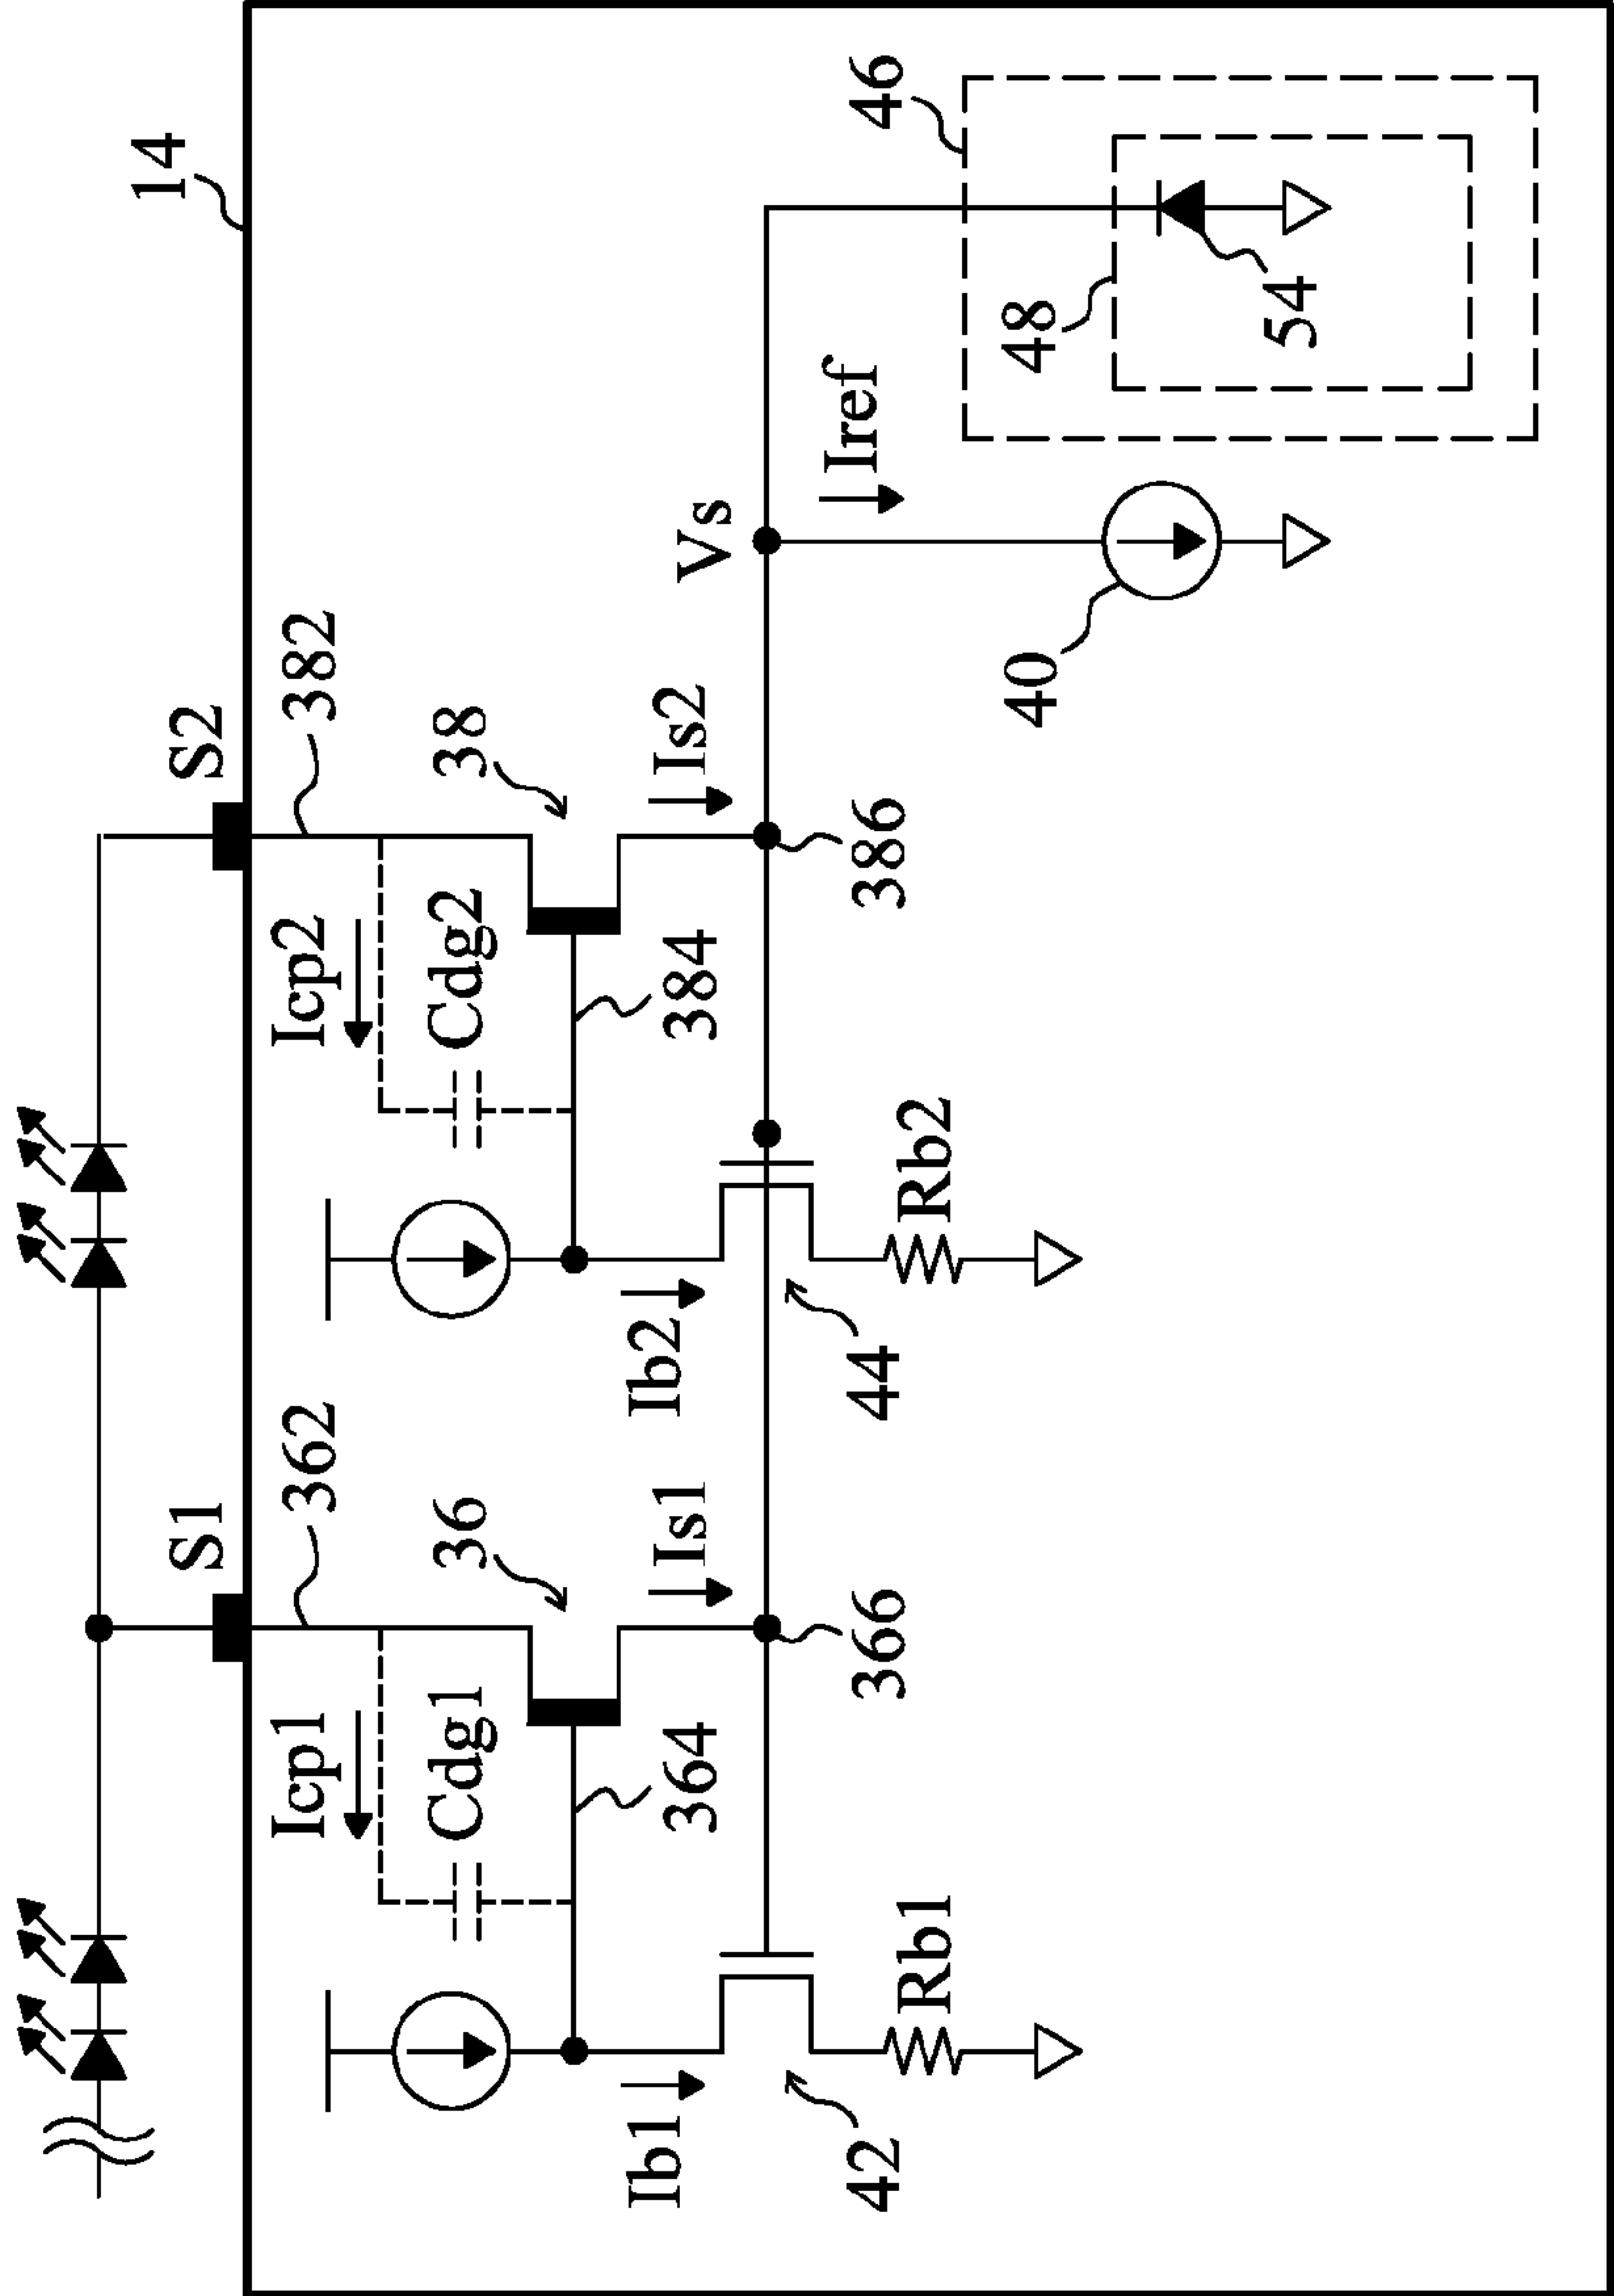 14
S1
S2
362
382
Icp1
Icp2
Cdg1
Cdg2
36
38
364
384
Is1
Is2
Ib1
Ib2
Vs
366
386
42
44
Rb1
Rb2
Iref
40
46
48
54